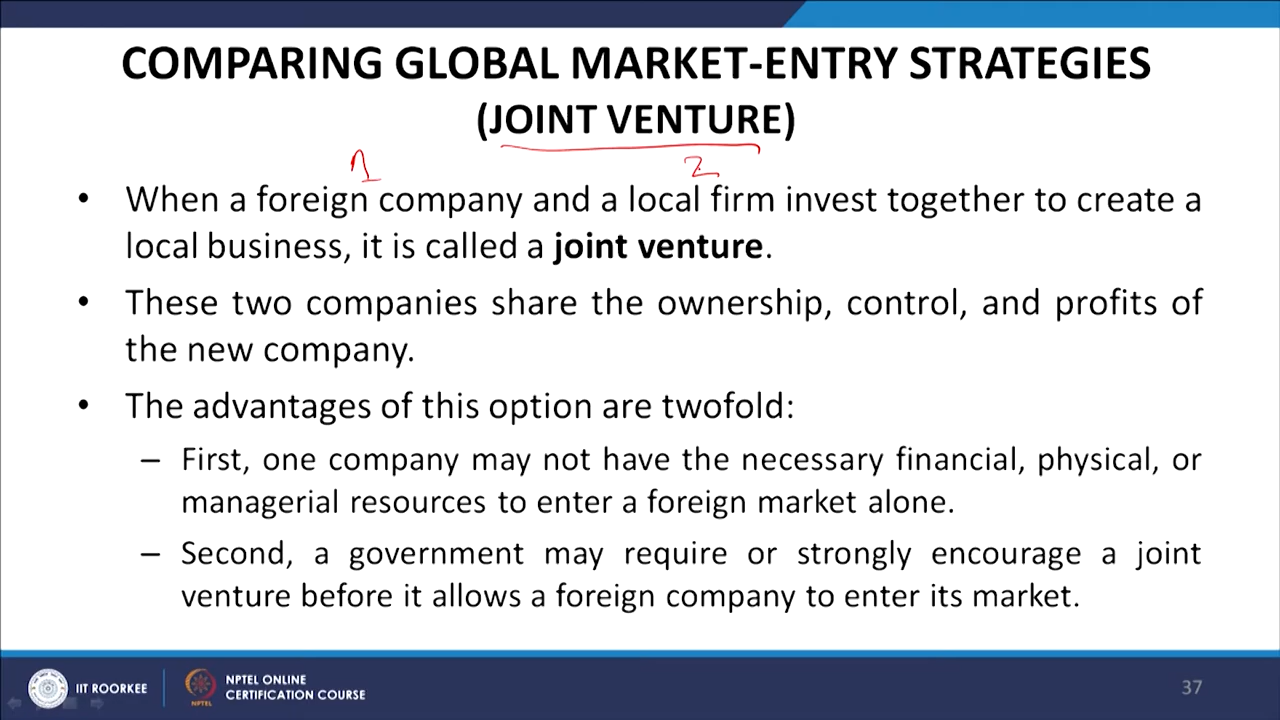 COMPARING GLOBAL MARKET-ENTRY STRATEGIES
(JOINT VENTURE)
1 2
• When a foreign company and a local firm invest together to create a
local business, it is called a joint venture.
• These two companies share the ownership, control, and profits of
the new company.
• The advantages of this option are twofold:
– First, one company may not have the necessary financial, physical, or
managerial resources to enter a foreign market alone.
– Second, a government may require or strongly encourage a joint
venture before it allows a foreign company to enter its market.
IIT ROORKEE
NPTEL
NPTEL ONLINE
CERTIFICATION COURSE
37